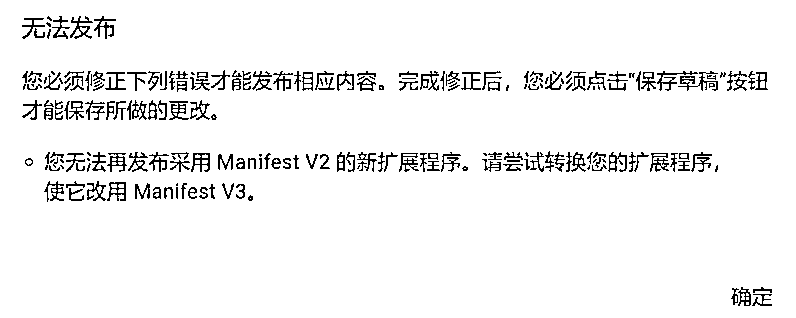 无法发布
您必须修正下列错误才能发布相应内容。完成修正后，您必须点击“保存草稿”按钮
才能保存所做的更改。
您无法再发布采用 Manifest V2 的新扩展程序。请尝试转换您的扩展程序，
使它改用 Manifest V3。
确定